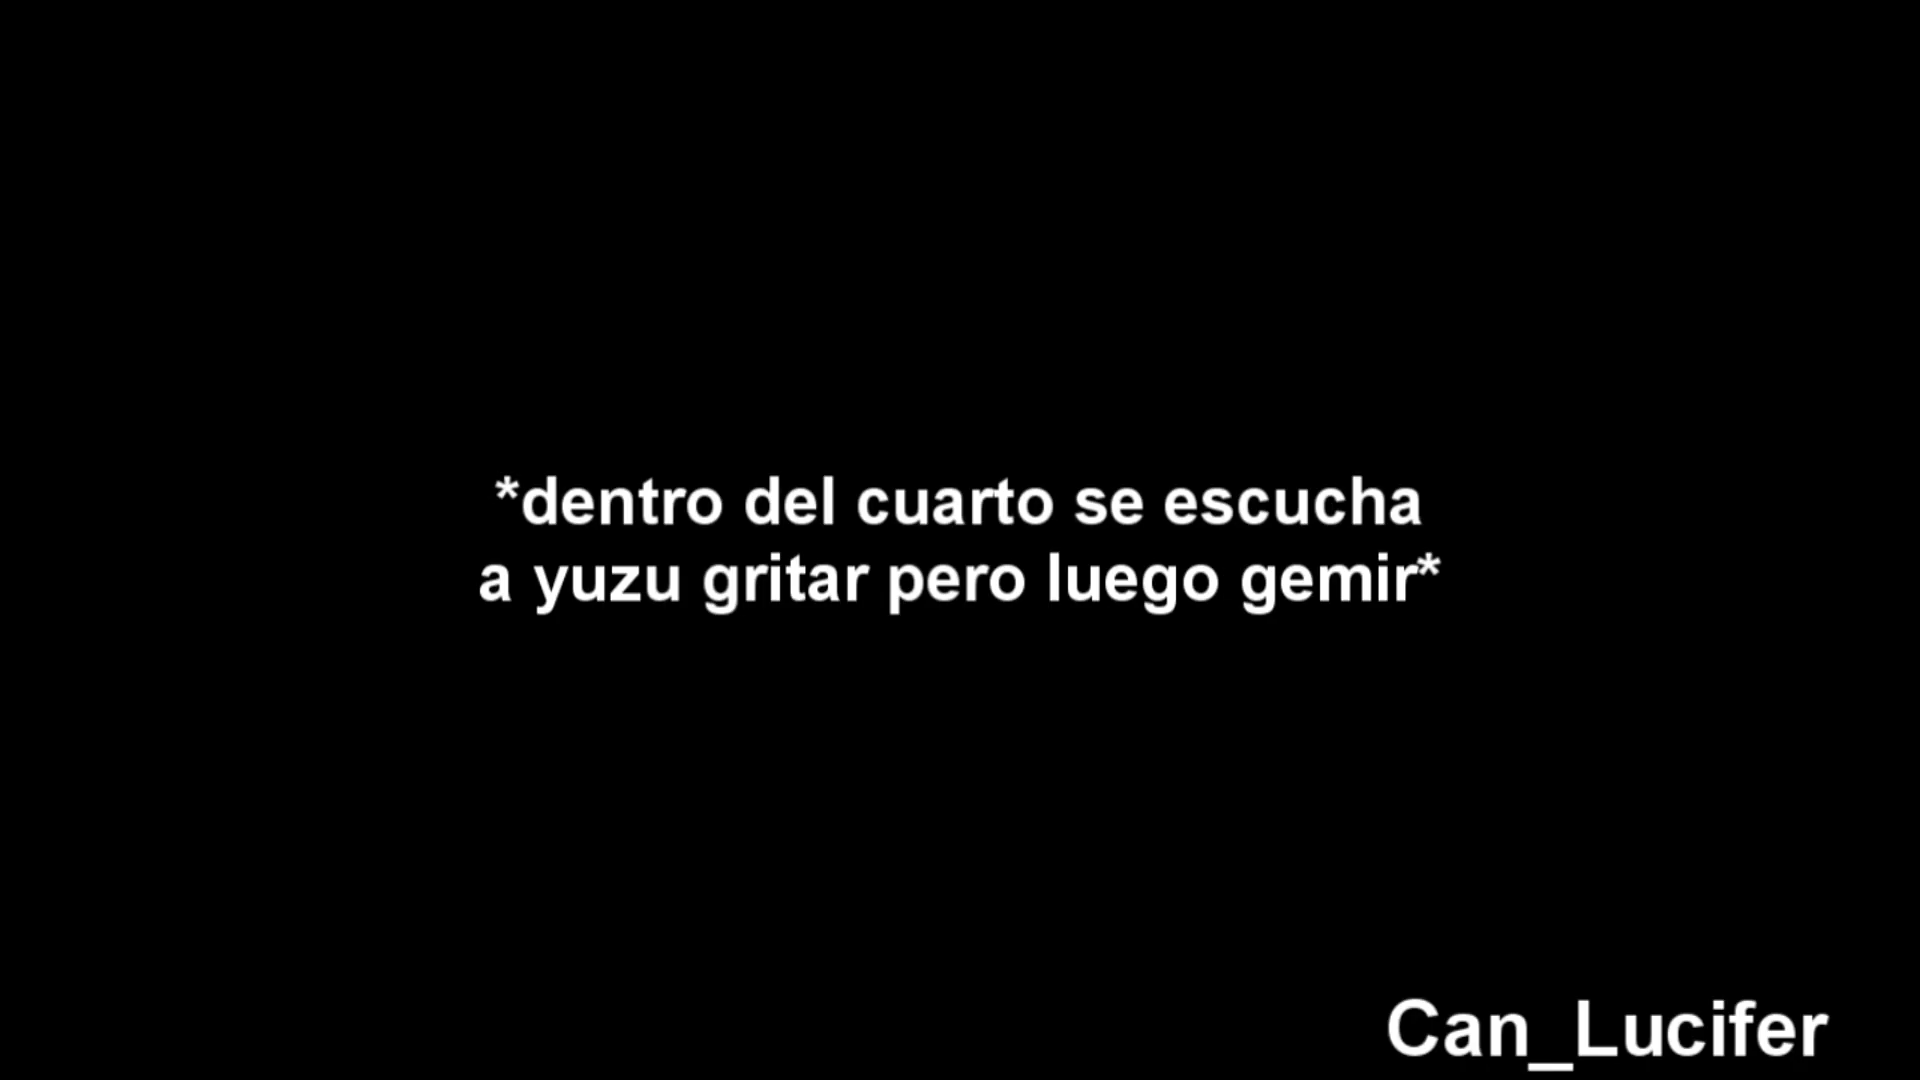 *dentro del cuarto se escucha
a yuzu gritar pero luego gemir*
Can_Lucifer